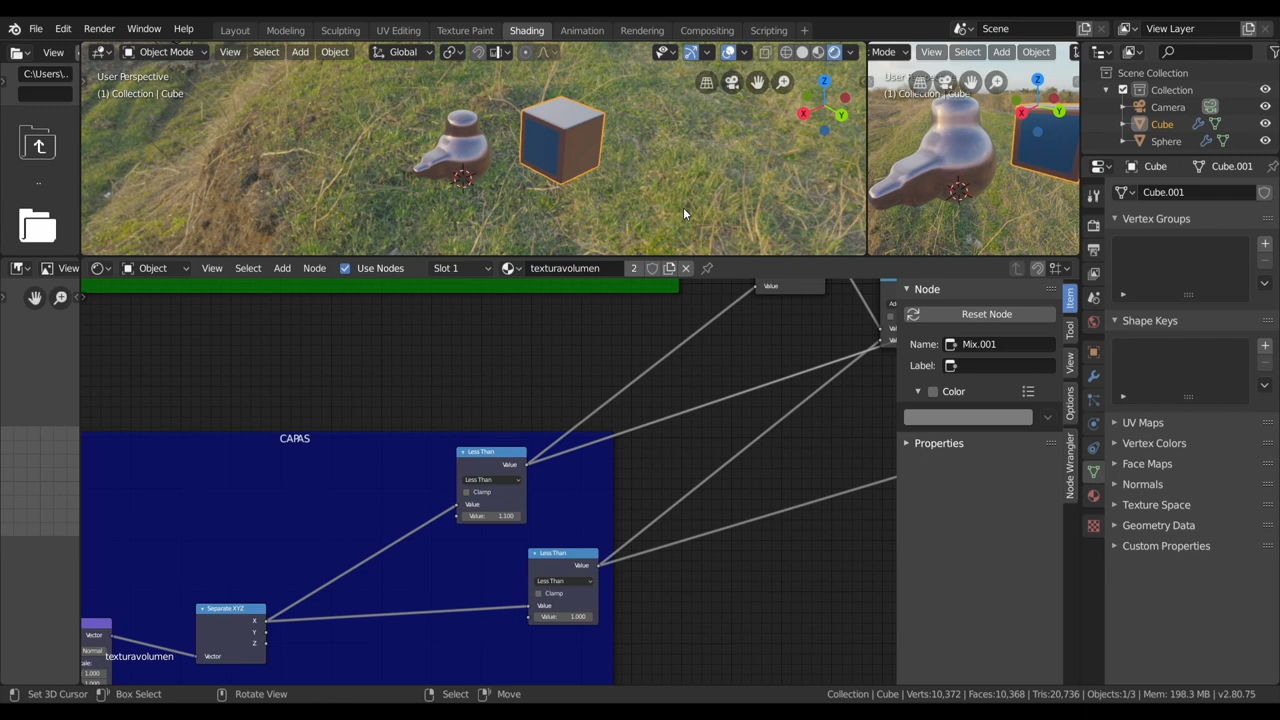 File Edit Render Window Help Layout Modeling Sculpting UV Editing Texture Paint Shading Animation Rendering Compositing Scripting + Scene View Layer
View Object Mode View Select Add Object Global Mode View Select Add Object
C:\Users\..
User Perspective
(1) Collection | Cube
Z
X Y
User Perspective
(1) Collection | Cube
Z
X Y
Scene Collection
Collection
Camera
Cube
Sphere
..
Cube Cube.001
Cube.001
Vertex Groups
Shape Keys
UV Maps
Vertex Colors
Face Maps
Normals
Texture Space
Geometry Data
Custom Properties
View Object View Select Add Node Use Nodes Slot 1 texturavolumen 2
Value
Node
Reset Node
Name: Mix.001
Label:
Color
Properties
Item
Tool
View
Options
Node Wrangler
CAPAS
Less Than
Value
Less Than
Clamp
Value
Value: 1.100
Less Than
Value
Less Than
Clamp
Value
Value: 1.000
Separate XYZ
X
Y
Z
Vector
Vector
Normal
1.000
texturavolumen
Set 3D Cursor Box Select Rotate View Select Move Collection | Cube | Verts:10,372 | Faces:10,368 | Tris:20,736 | Objects:1/3 | Mem: 198.3 MB | v2.80.75